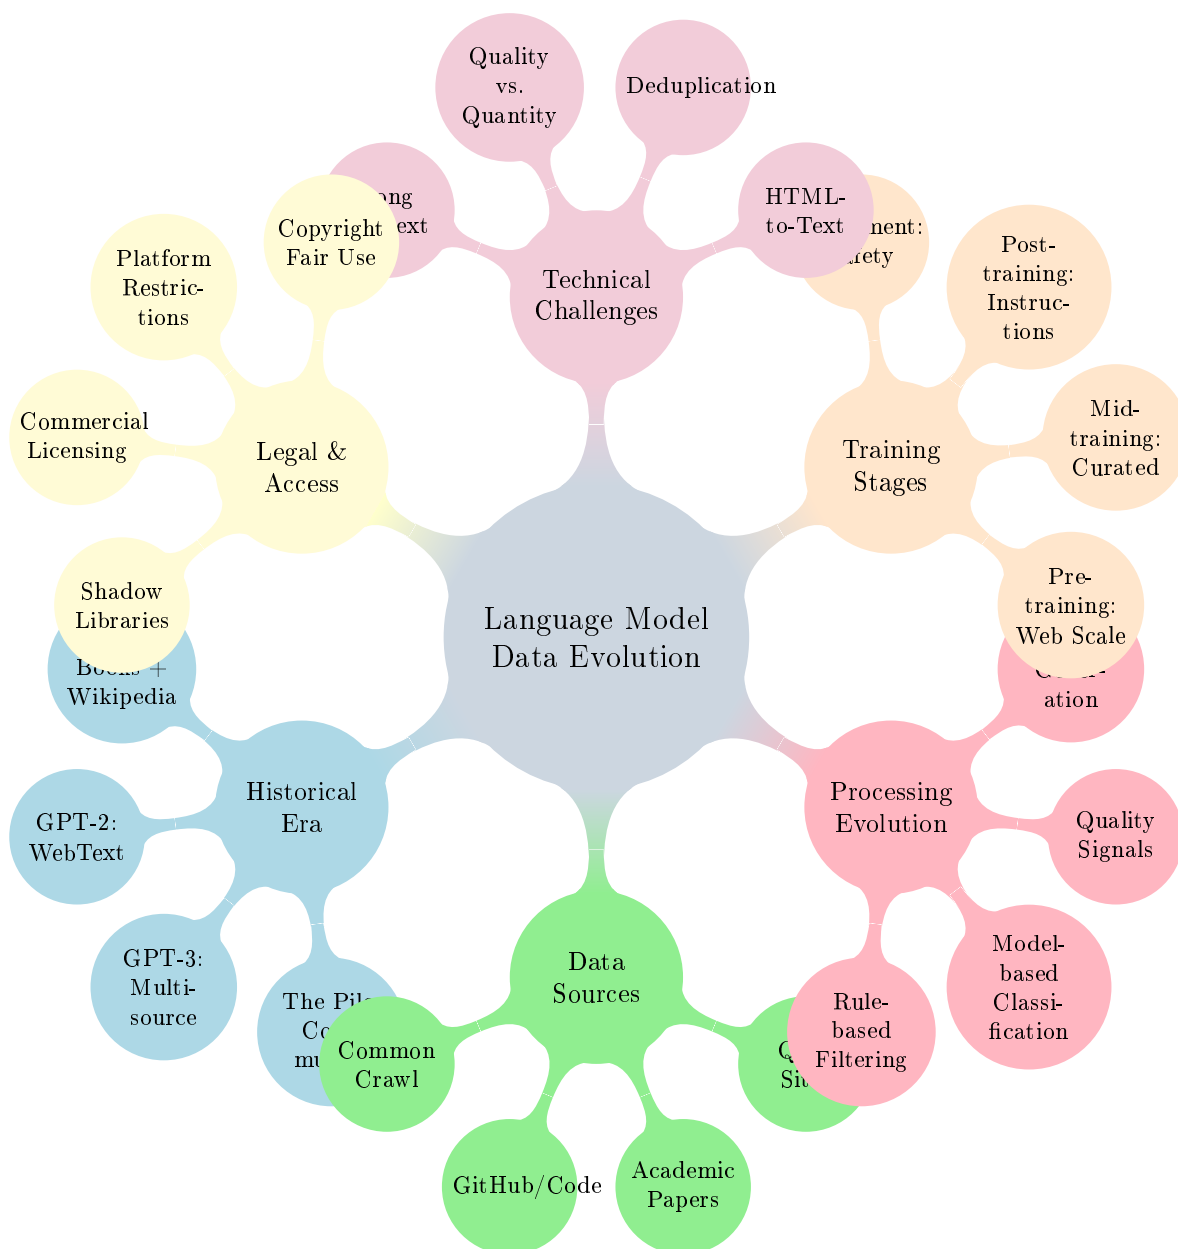 Quality
vs.
Quantity
Deduplication
HTML-
to-Text
Technical
Challenges
Copyright
Fair Use
Platform
Restric-
tions
Commercial
Licensing
Legal &
Access
Shadow
Libraries
Post-
training:
Instruc-
tions
Mid-
training:
Curated
Training
Stages
Pre-
training:
Web Scale
Language Model
Data Evolution
Books +
Wikipedia
GPT-2:
WebText
GPT-3:
Multi-
source
Historical
Era
The Pile
Common
Crawl
GitHub/Code
Academic
Papers
Data
Sources
Processing
Evolution
ation
Quality
Signals
Model-
based
Classi-
fication
Rule-
based
Filtering